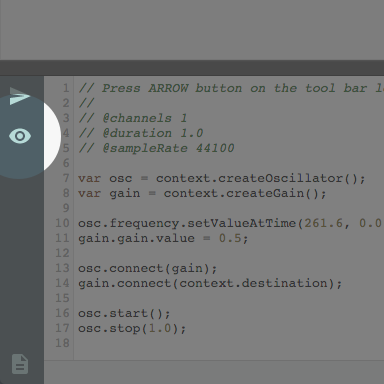 1 // Press ARROW button on the tool bar
2 //
3 // @channels 1
4 // @duration 1.0
5 // @sampleRate 44100
6
7 var osc = context.createOscillator();
8 var gain = context.createGain();
9
10 osc.frequency.setValueAtTime(261.6, 0.0
11 gain.gain.value = 0.5;
12
13 osc.connect(gain);
14 gain.connect(context.destination);
15
16 osc.start();
17 osc.stop(1.0);
18